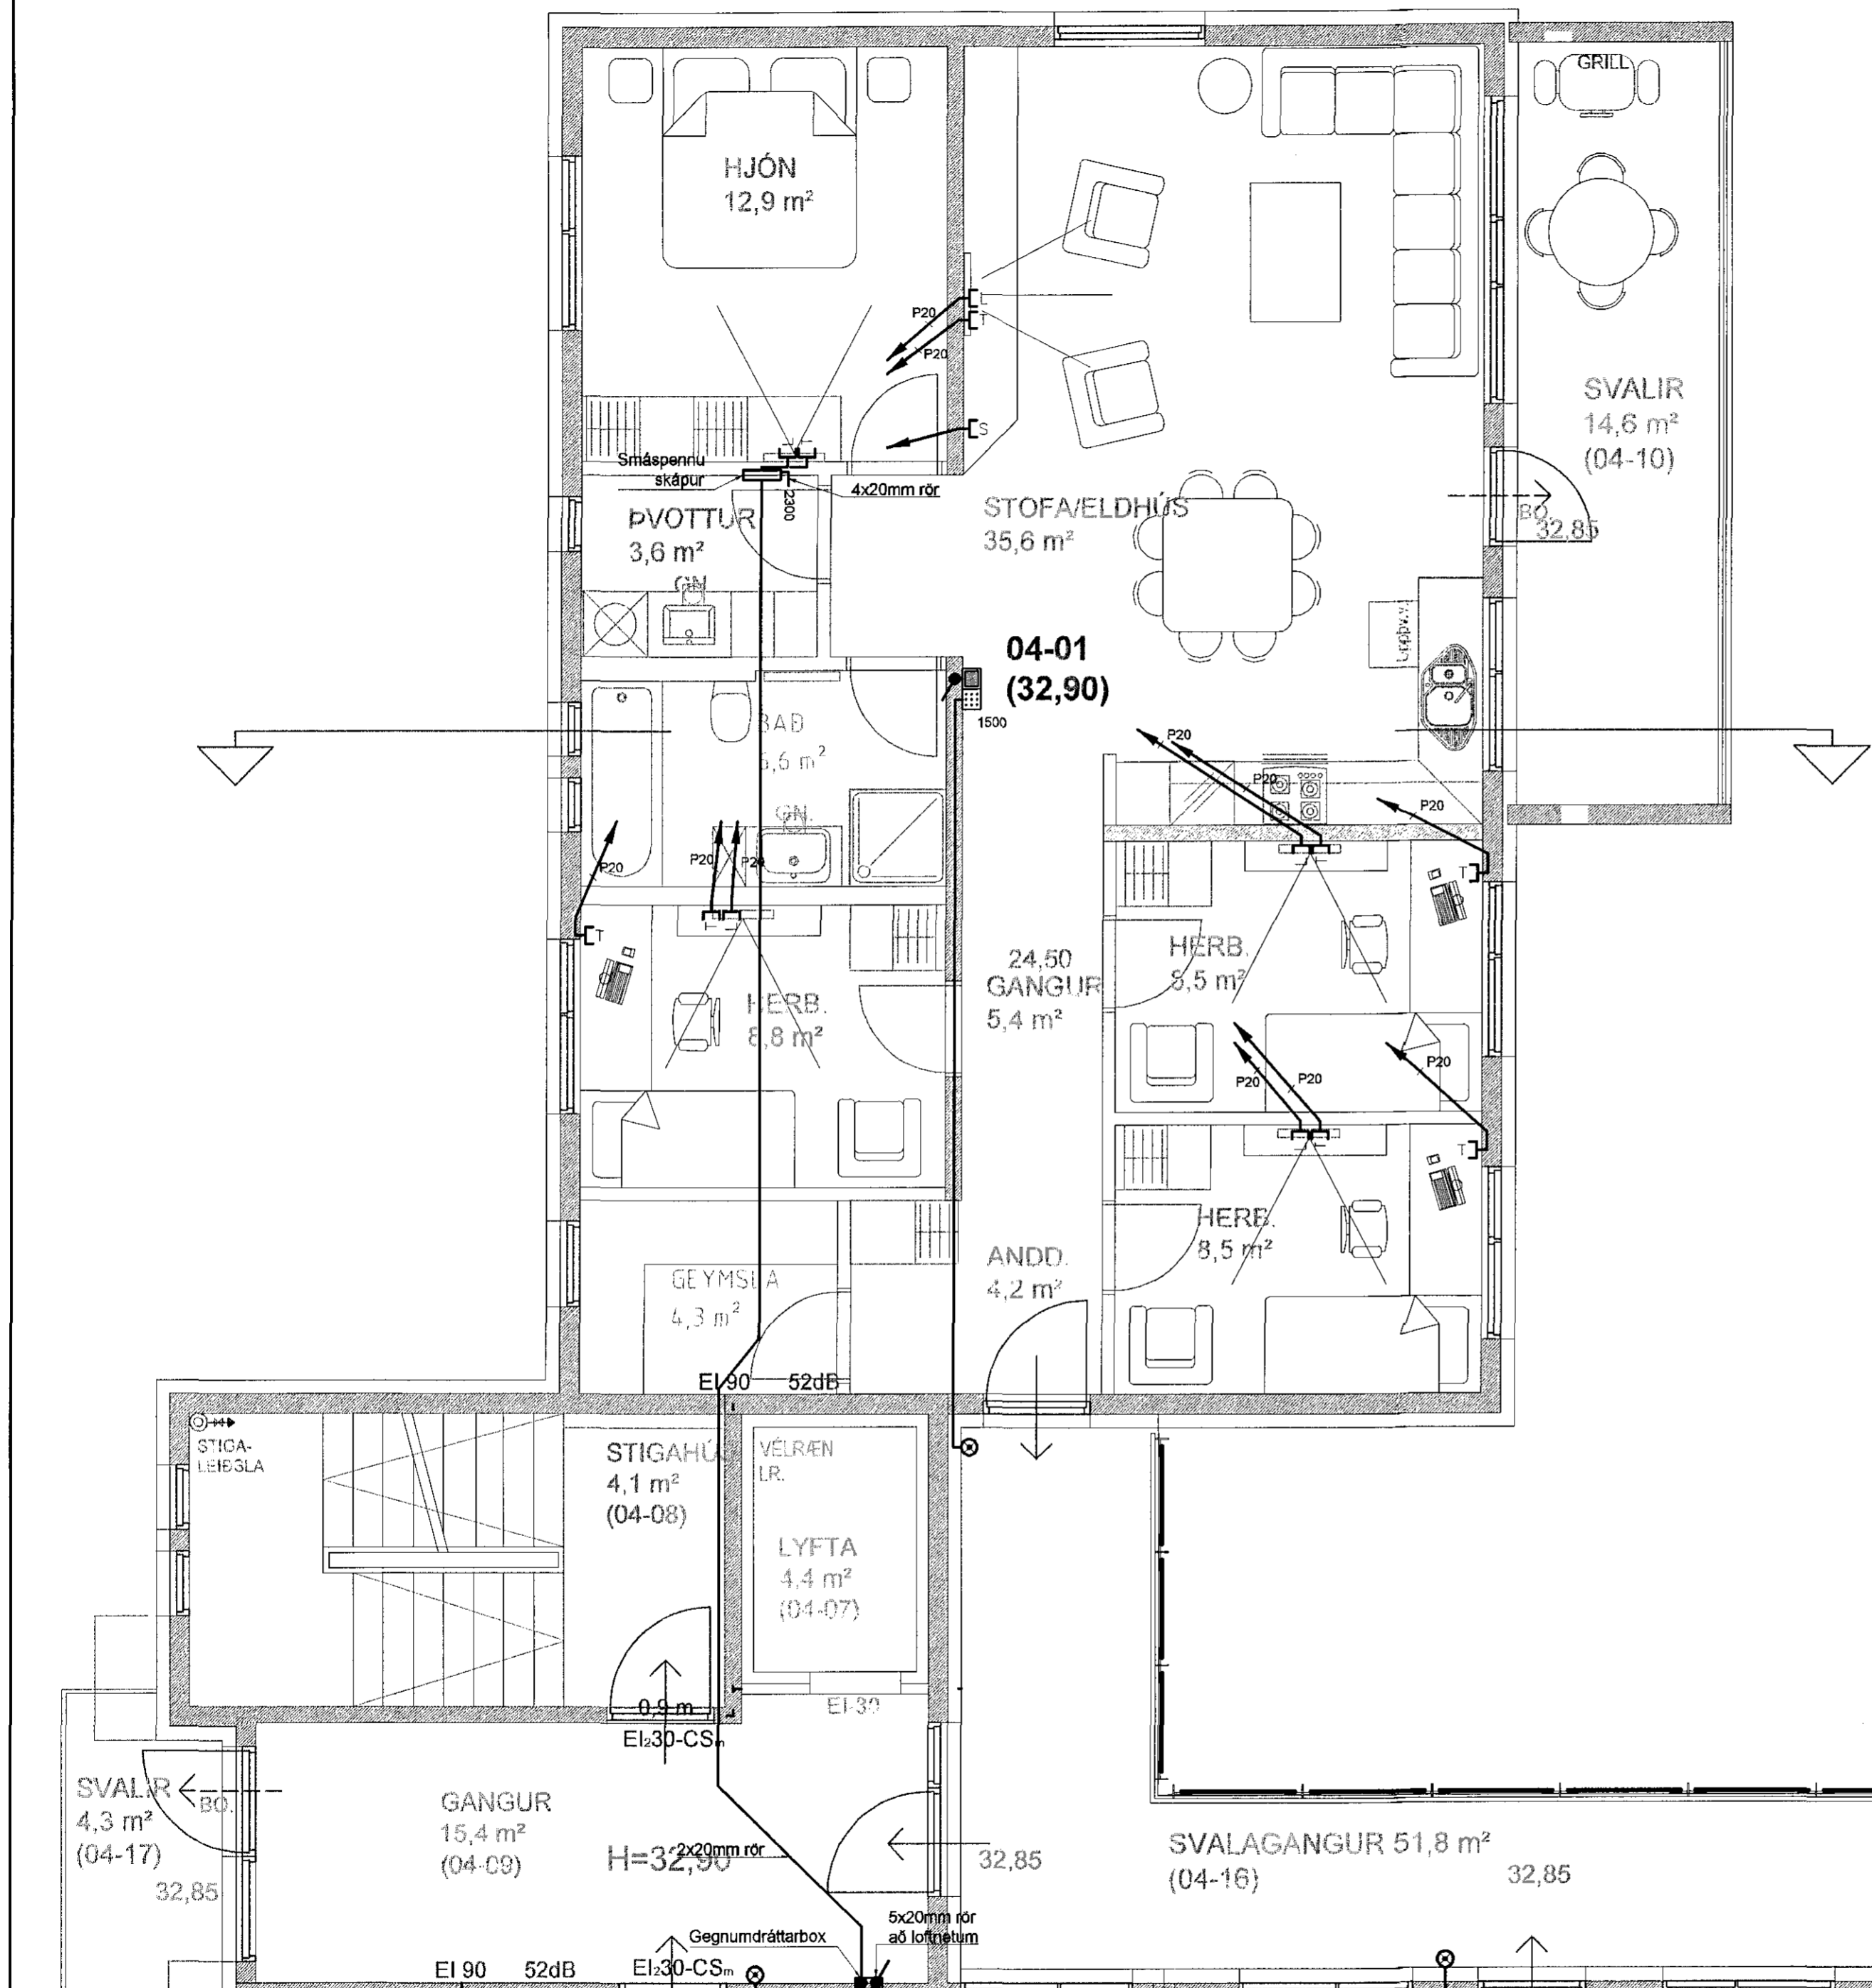 GRILL
HJÓN
12,9 m²
P20
L
T
P20
SVALIR
14,6 m²
(04-10)
S
Smáspennu
skápur
4x20mm rör
2300
STOFA/ELDHÚS
35,6 m²
BO.
32,85
ÞVOTTUR
3,6 m²
GN.
Uppþv.v.
04-01
(32,90)
1500
BAÐ
P20
P20
P20
GN.
P20
P20
P20
T
T
T
L
24,50
GANGUR
5,4 m²
HERB.
8,5 m²
HERB.
8,8 m²
P20
P20
P20
T
HERB.
8,5 m²
ANDD.
4,2 m²
GEYMSLA
4,3 m²
EI 90 52dB
STIGA-
LEIÐSLA
STIGAHÚS
4,1 m²
(04-08)
VÉLRÆN
LR.
LYFTA
4,4 m²
(04-07)
0,9 m
EI-30
EI₂30-CSₘ
SVALIR
4,3 m²
(04-17)
BO.
32,85
GANGUR
15,4 m²
(04-09)
H=32,90
2x20mm rör
32,85
SVALAGANGUR 51,8 m²
(04-16)
32,85
Gegnumdráttarbox
5x20mm rör
að loftnetum
EI 90 52dB EI₂30-CSₘ